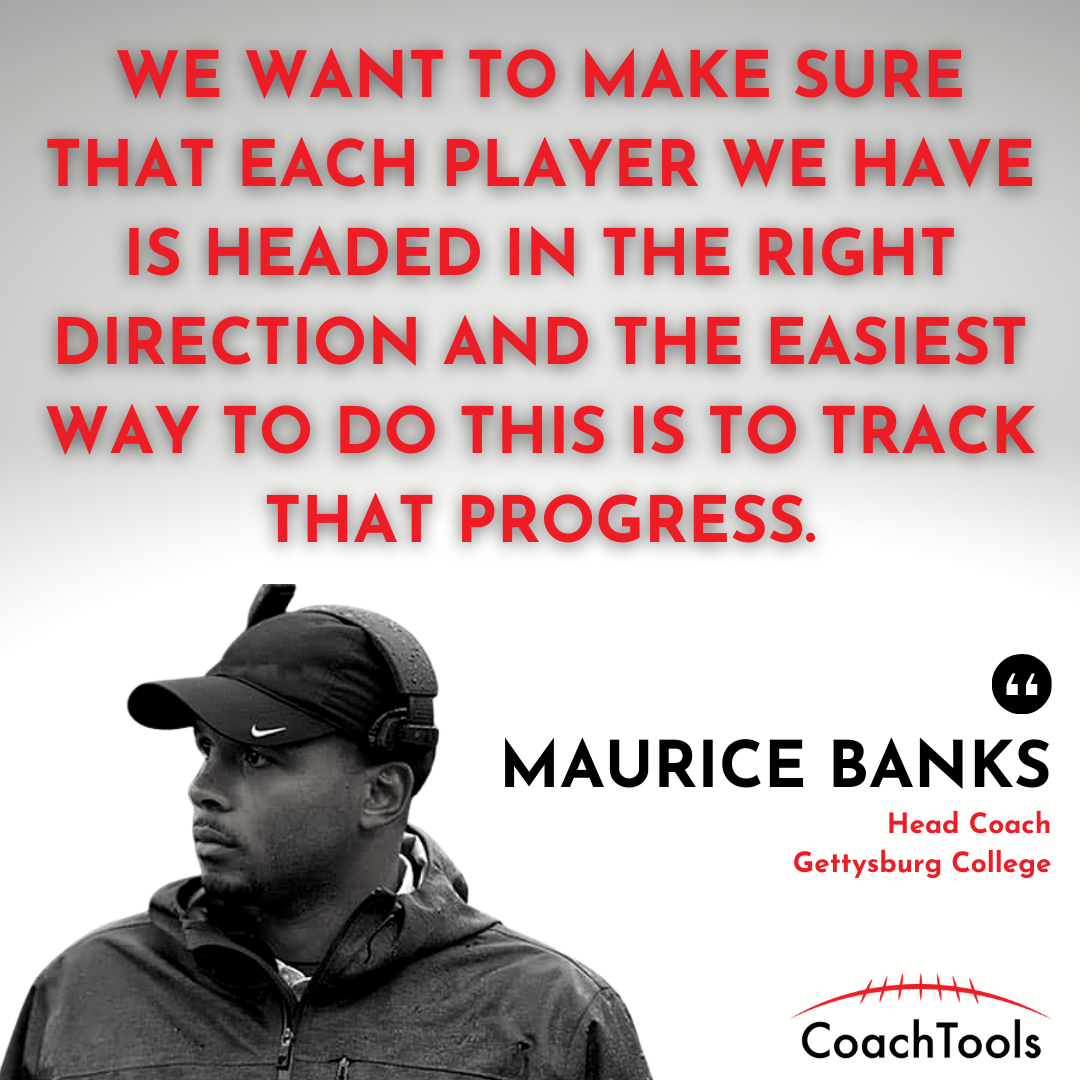 WE WANT TO MAKE SURE
THAT EACH PLAYER WE HAVE
IS HEADED IN THE RIGHT
DIRECTION AND THE EASIEST
WAY TO DO THIS IS TO TRACK
THAT PROGRESS.
“
MAURICE BANKS
Head Coach
Gettysburg College
CoachTools